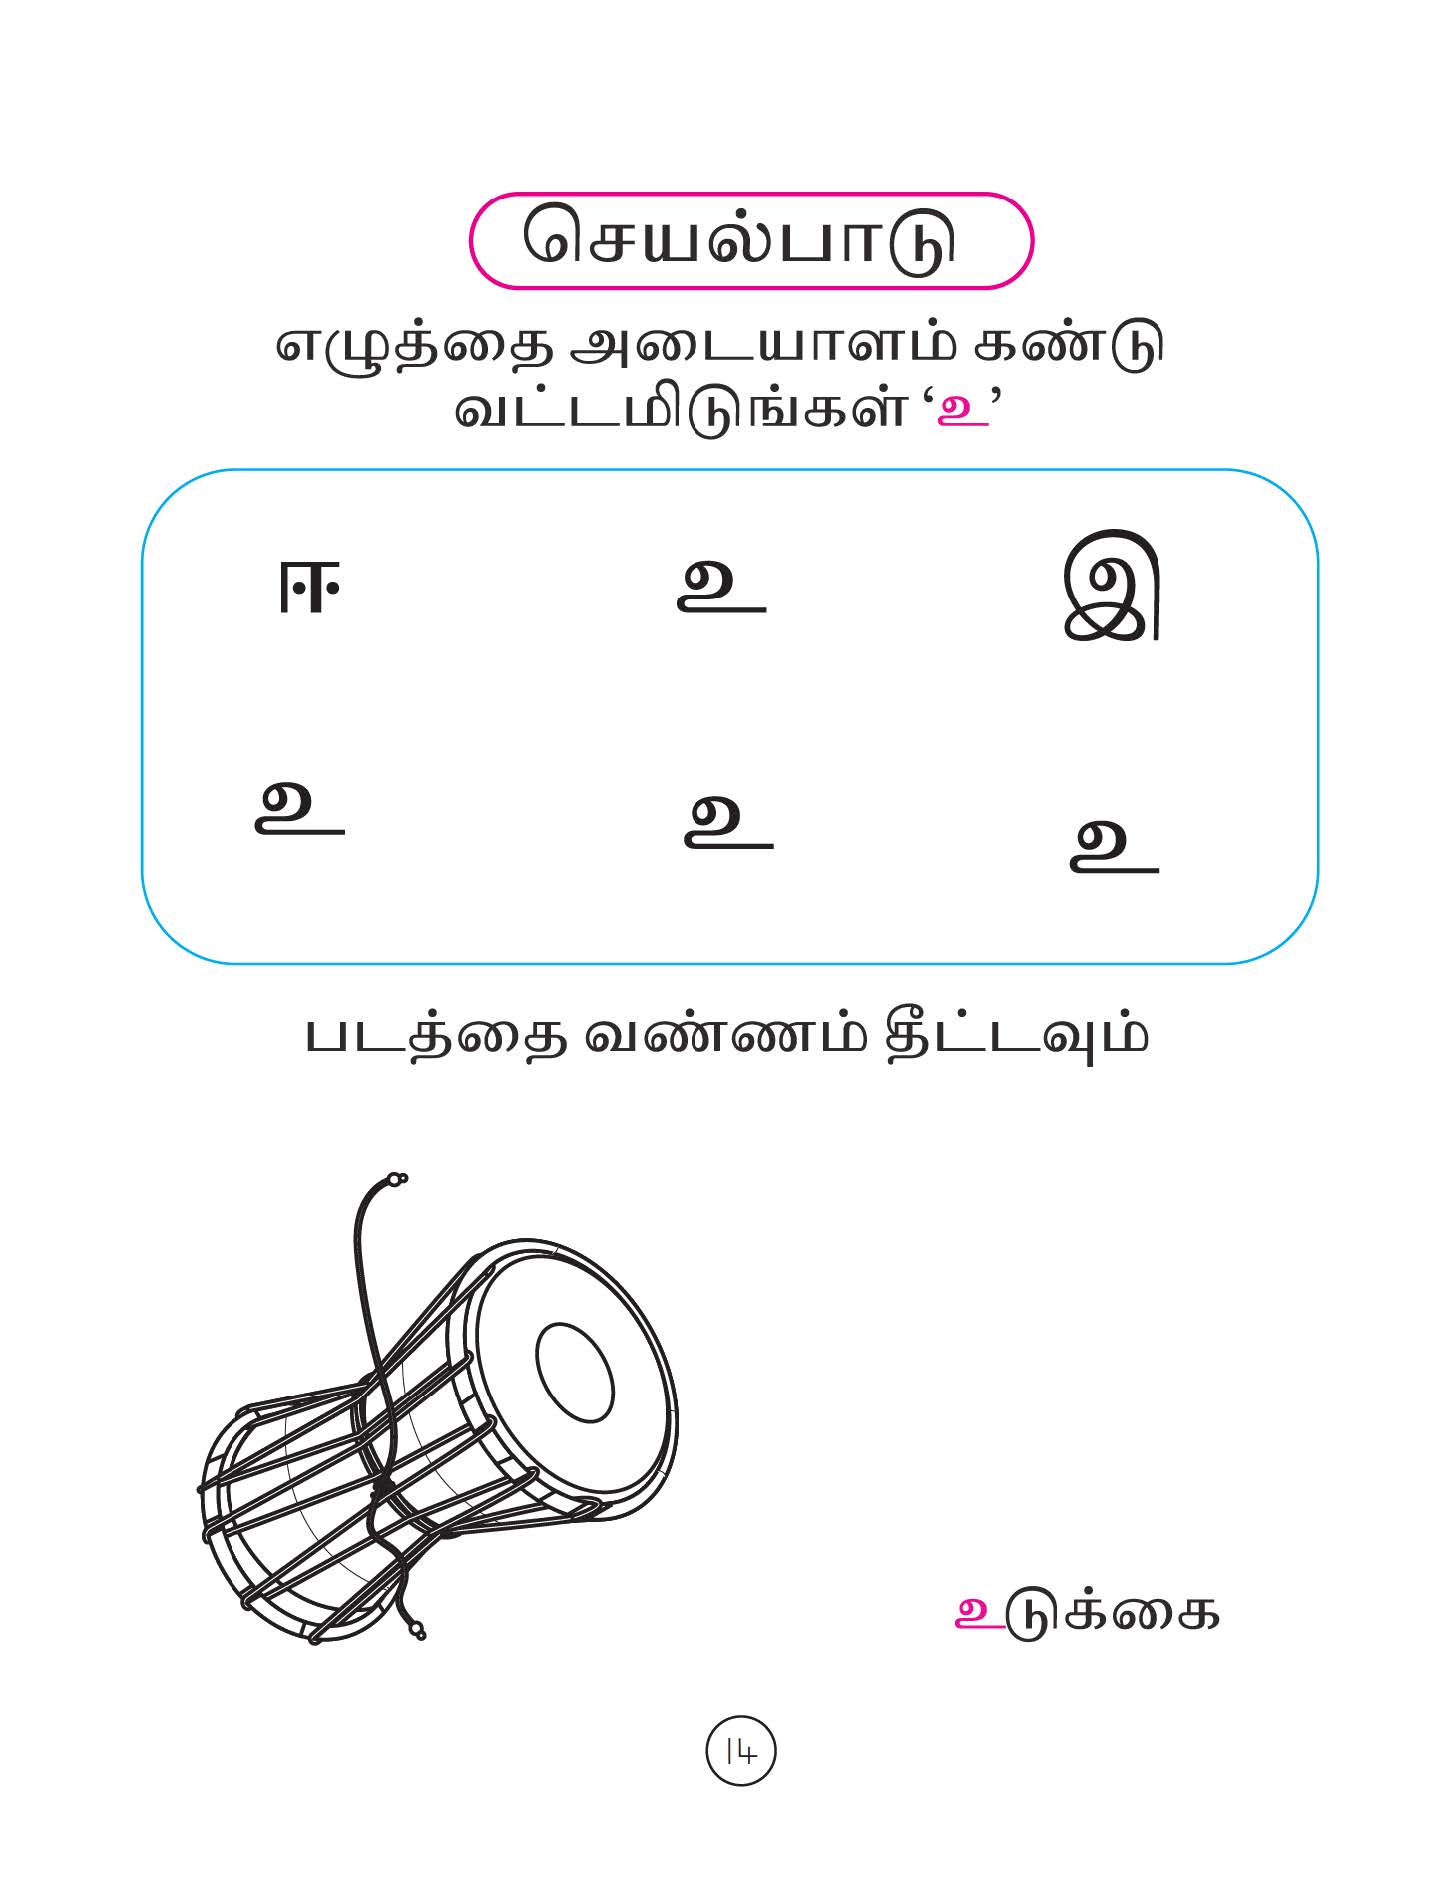 செயல்பாடு
எழுத்தை அடையாளம் கண்டு
வட்டமிடுங்கள் ‘உ’
ஈ உ இ
உ உ உ
படத்தை வண்ணம் தீட்டவும்
உடுக்கை
14